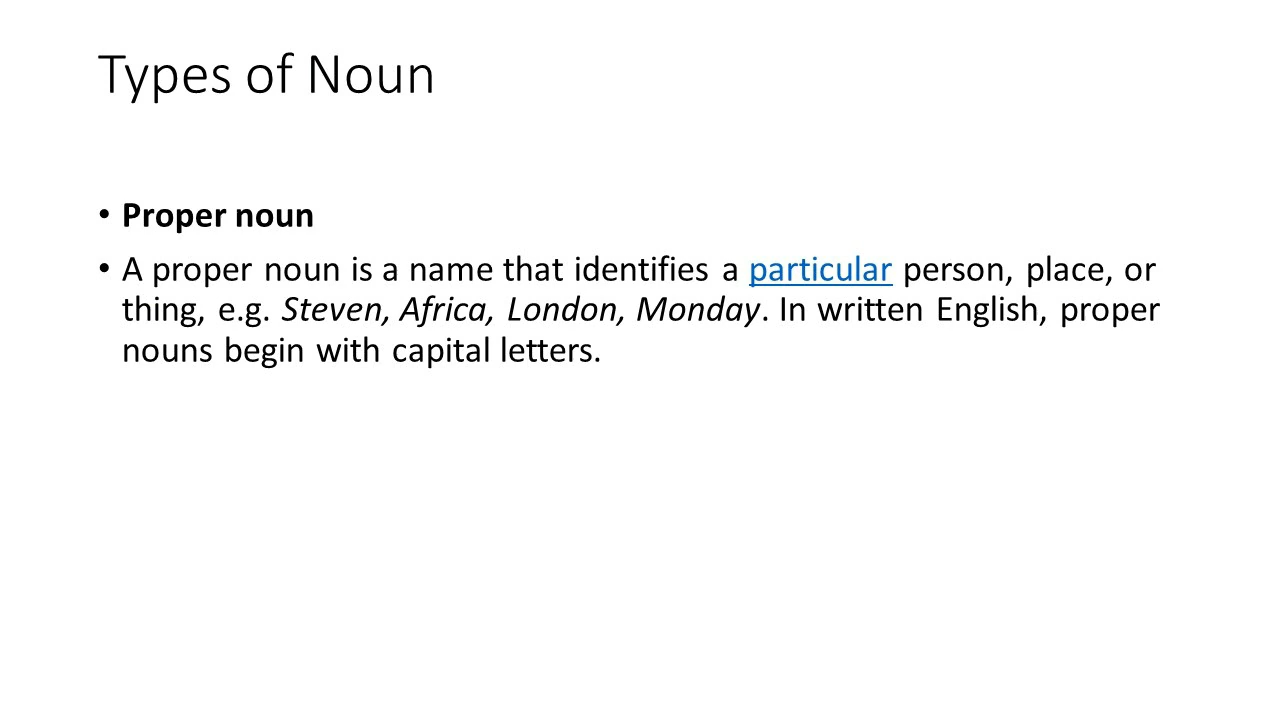 Types of Noun
• Proper noun
• A proper noun is a name that identifies a particular person, place, or
thing, e.g. Steven, Africa, London, Monday. In written English, proper
nouns begin with capital letters.